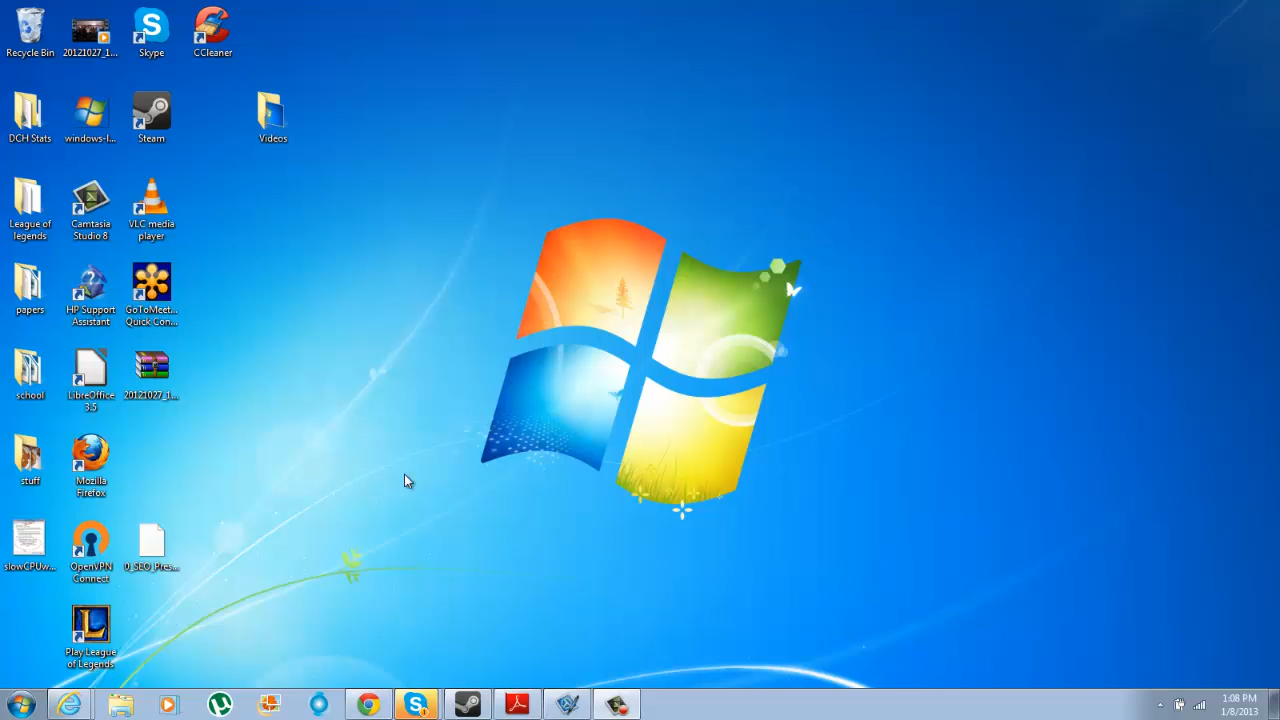 Recycle Bin
20121027_1...
Skype
CCleaner
DCH Stats
windows-l...
Steam
Videos
League of
legends
Camtasia
Studio 8
VLC media
player
papers
HP Support
Assistant
GoToMeet...
Quick Con...
school
LibreOffice
3.5
20121027_1...
stuff
Mozilla
Firefox
slowCPUw...
OpenVPN
Connect
0_SEO_Pres...
Play League
of Legends
1:08 PM
1/8/2013